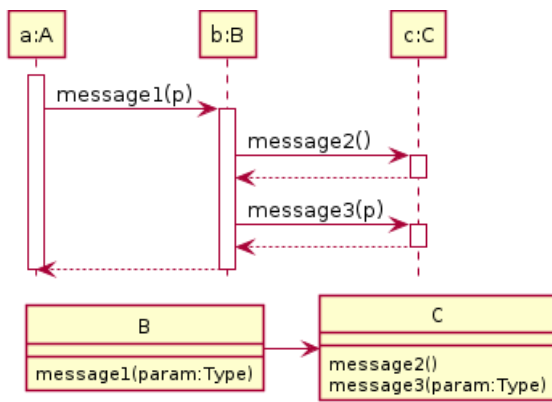 a:A
b:B
c:C
message1(p)
message2()
message3(p)
B
message1(param:Type)
C
message2()
message3(param:Type)